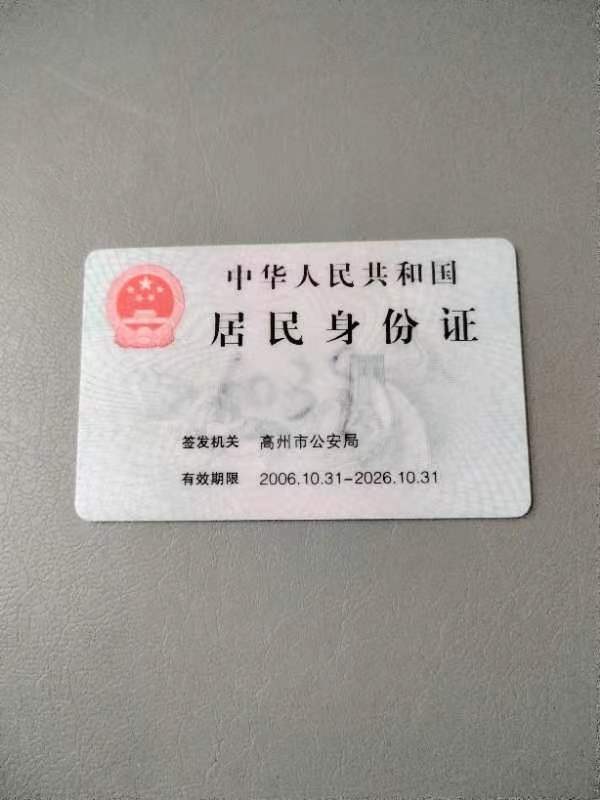 中华人民共和国
居民身份证
签发机关 高州市公安局
有效期限 2006.10.31-2026.10.31